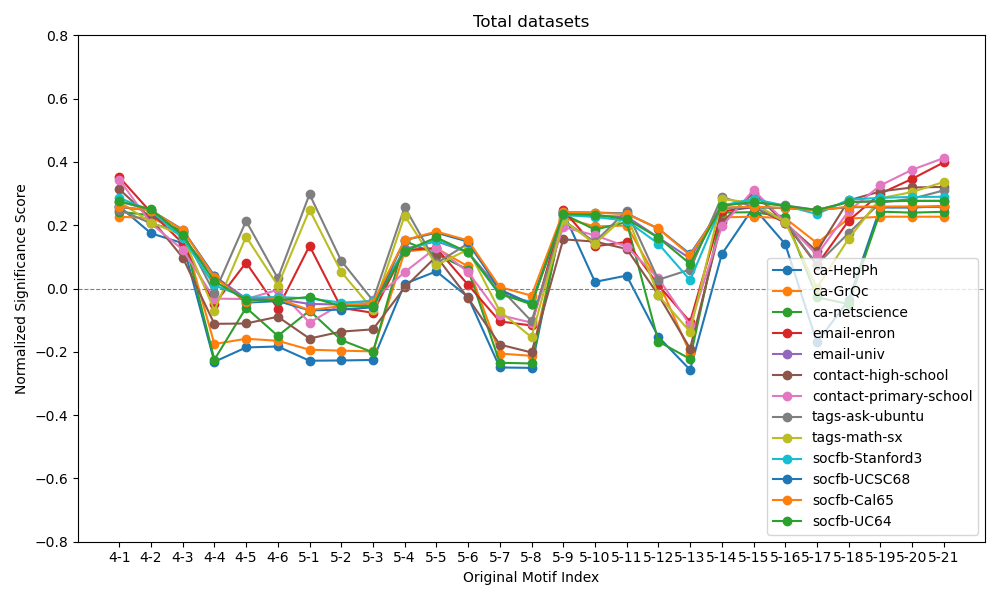 Total datasets
Normalized Significance Score
0.8
0.6
0.4
0.2
0.0
−0.2
−0.4
−0.6
−0.8
ca-HepPh
ca-GrQc
ca-netscience
email-enron
email-univ
contact-high-school
contact-primary-school
tags-ask-ubuntu
tags-math-sx
socfb-Stanford3
socfb-UCSC68
socfb-Cal65
socfb-UC64
4-1 4-2 4-3 4-4 4-5 4-6 5-1 5-2 5-3 5-4 5-5 5-6 5-7 5-8 5-9 5-10 5-11 5-12 5-13 5-14 5-15 5-16 5-17 5-18 5-19 5-20 5-21
Original Motif Index